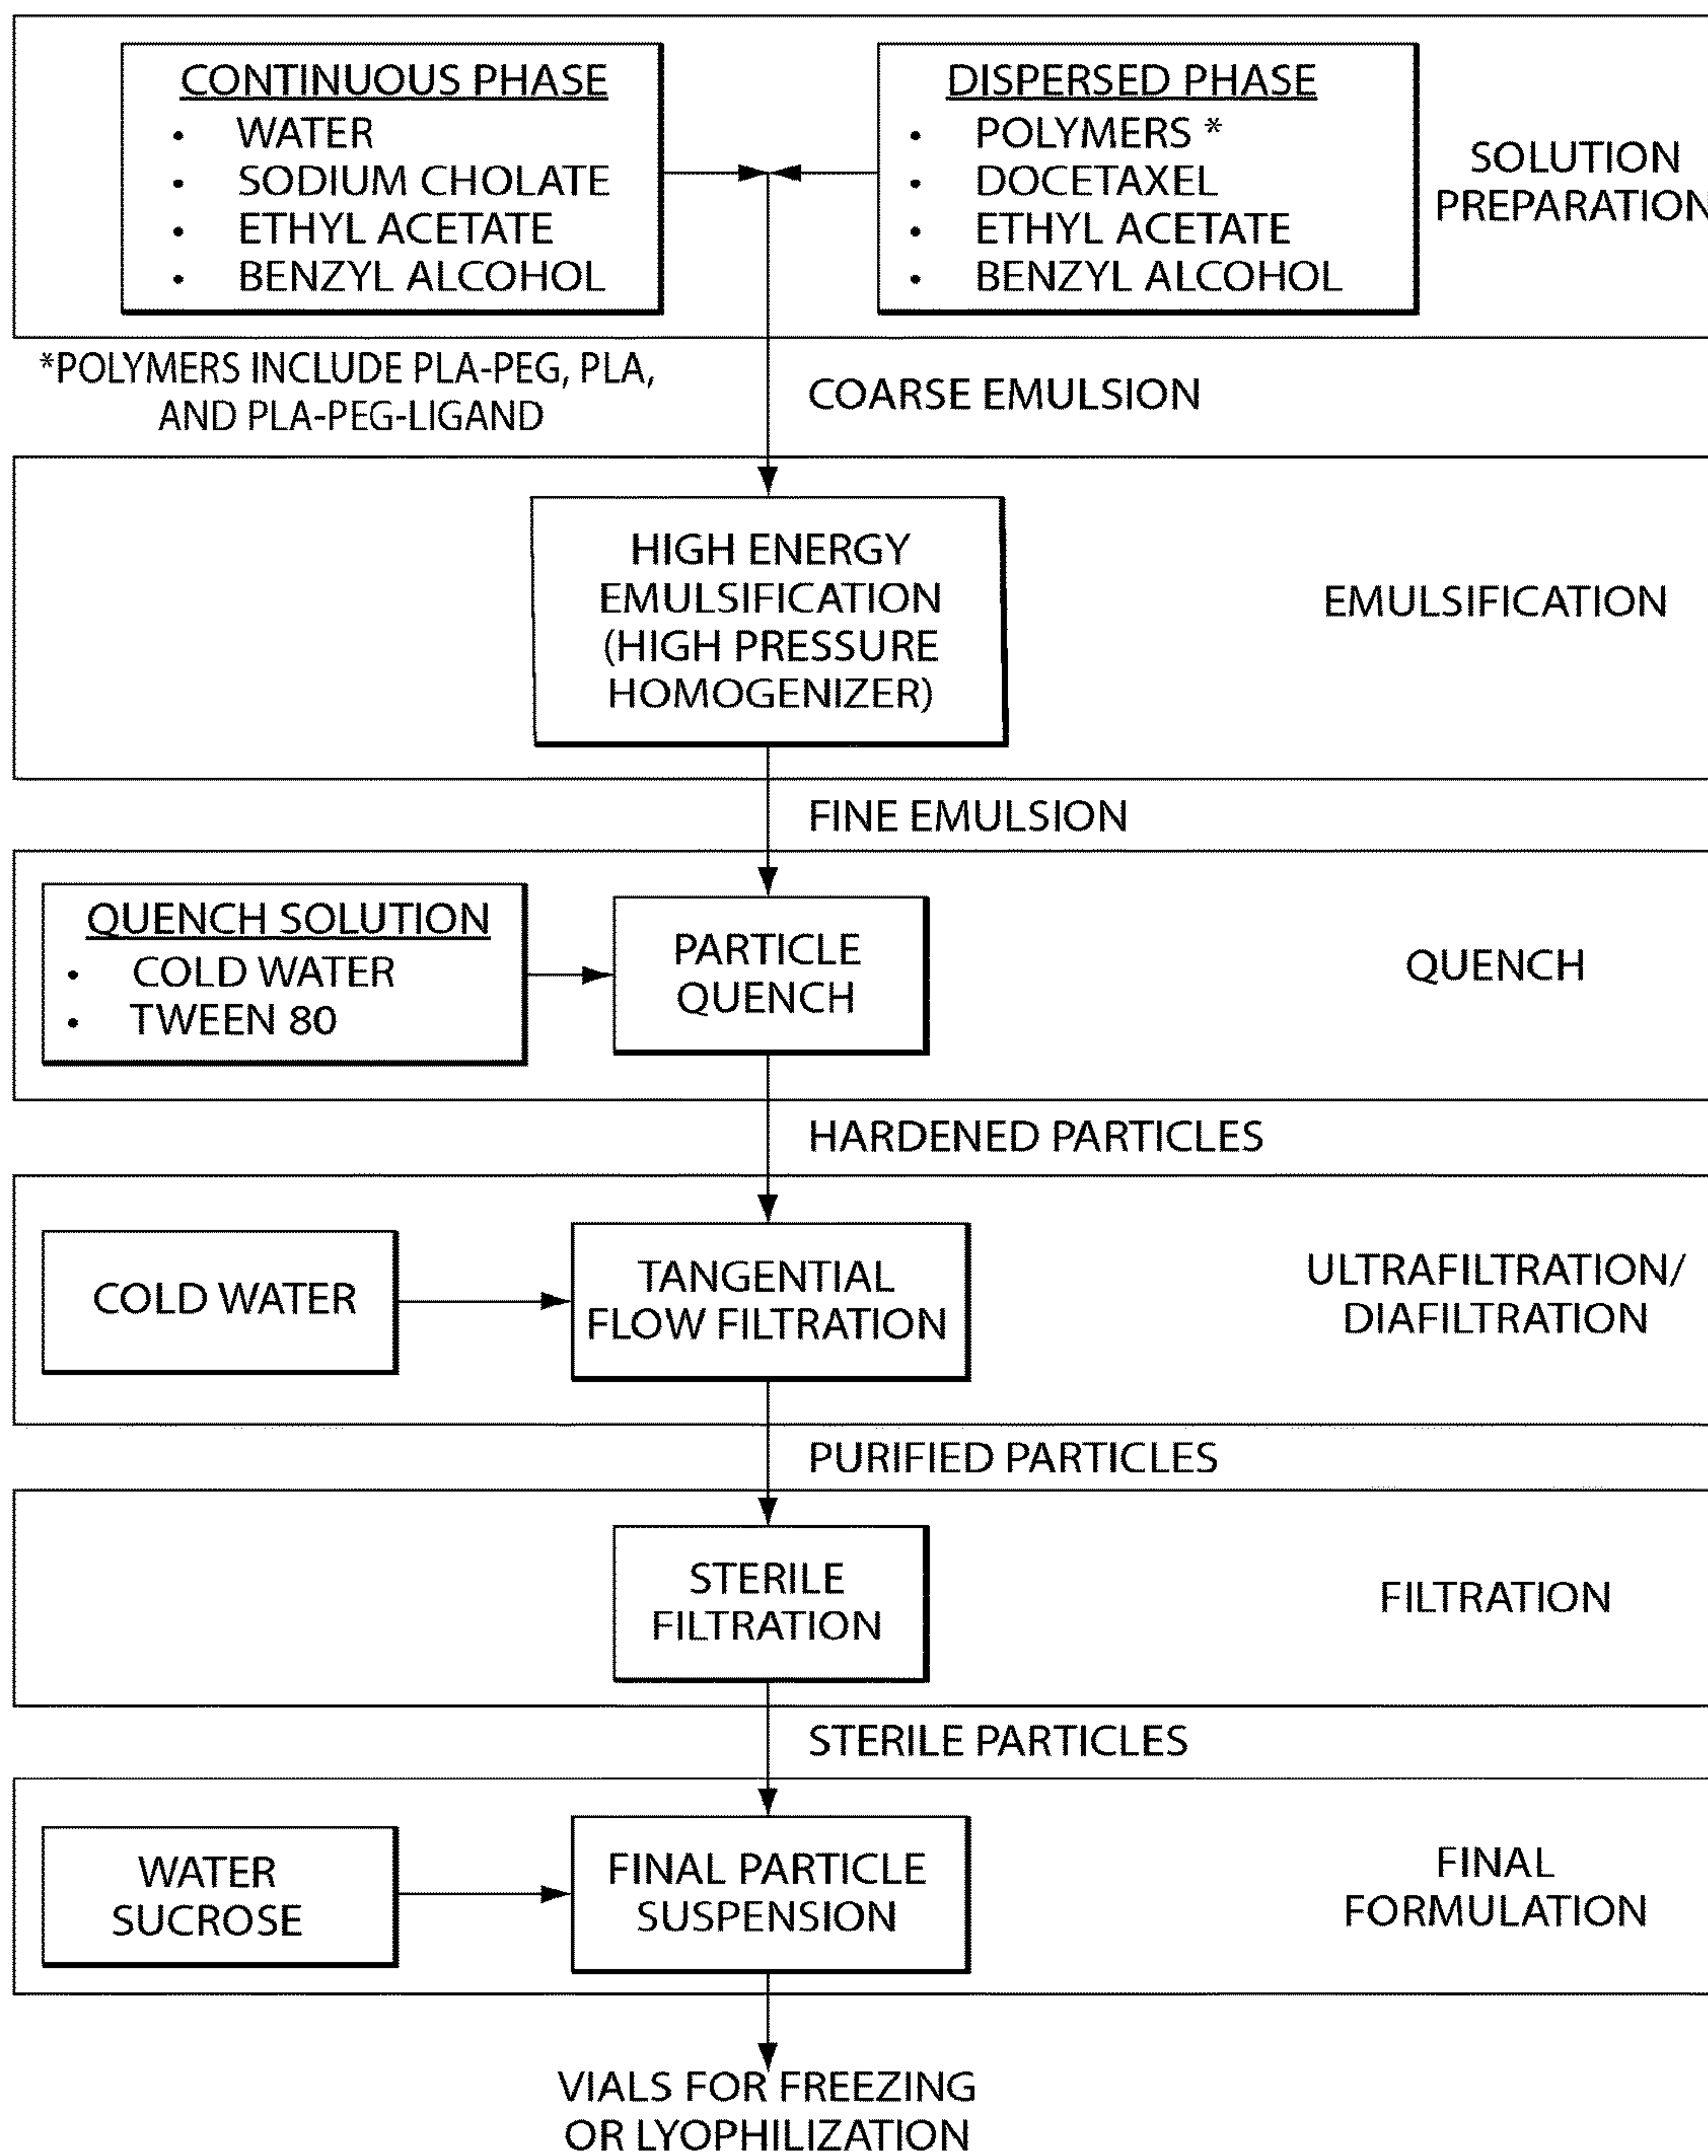 CONTINUOUS PHASE
• WATER
• SODIUM CHOLATE
• ETHYL ACETATE
• BENZYL ALCOHOL
DISPERSED PHASE
• POLYMERS *
• DOCETAXEL
• ETHYL ACETATE
• BENZYL ALCOHOL
SOLUTION
PREPARATION
*POLYMERS INCLUDE PLA-PEG, PLA,
AND PLA-PEG-LIGAND
COARSE EMULSION
HIGH ENERGY
EMULSIFICATION
(HIGH PRESSURE
HOMOGENIZER)
EMULSIFICATION
FINE EMULSION
QUENCH SOLUTION
• COLD WATER
• TWEEN 80
PARTICLE
QUENCH
QUENCH
HARDENED PARTICLES
COLD WATER
TANGENTIAL
FLOW FILTRATION
ULTRAFILTRATION/
DIAFILTRATION
PURIFIED PARTICLES
STERILE
FILTRATION
FILTRATION
STERILE PARTICLES
WATER
SUCROSE
FINAL PARTICLE
SUSPENSION
FINAL
FORMULATION
VIALS FOR FREEZING
OR LYOPHILIZATION